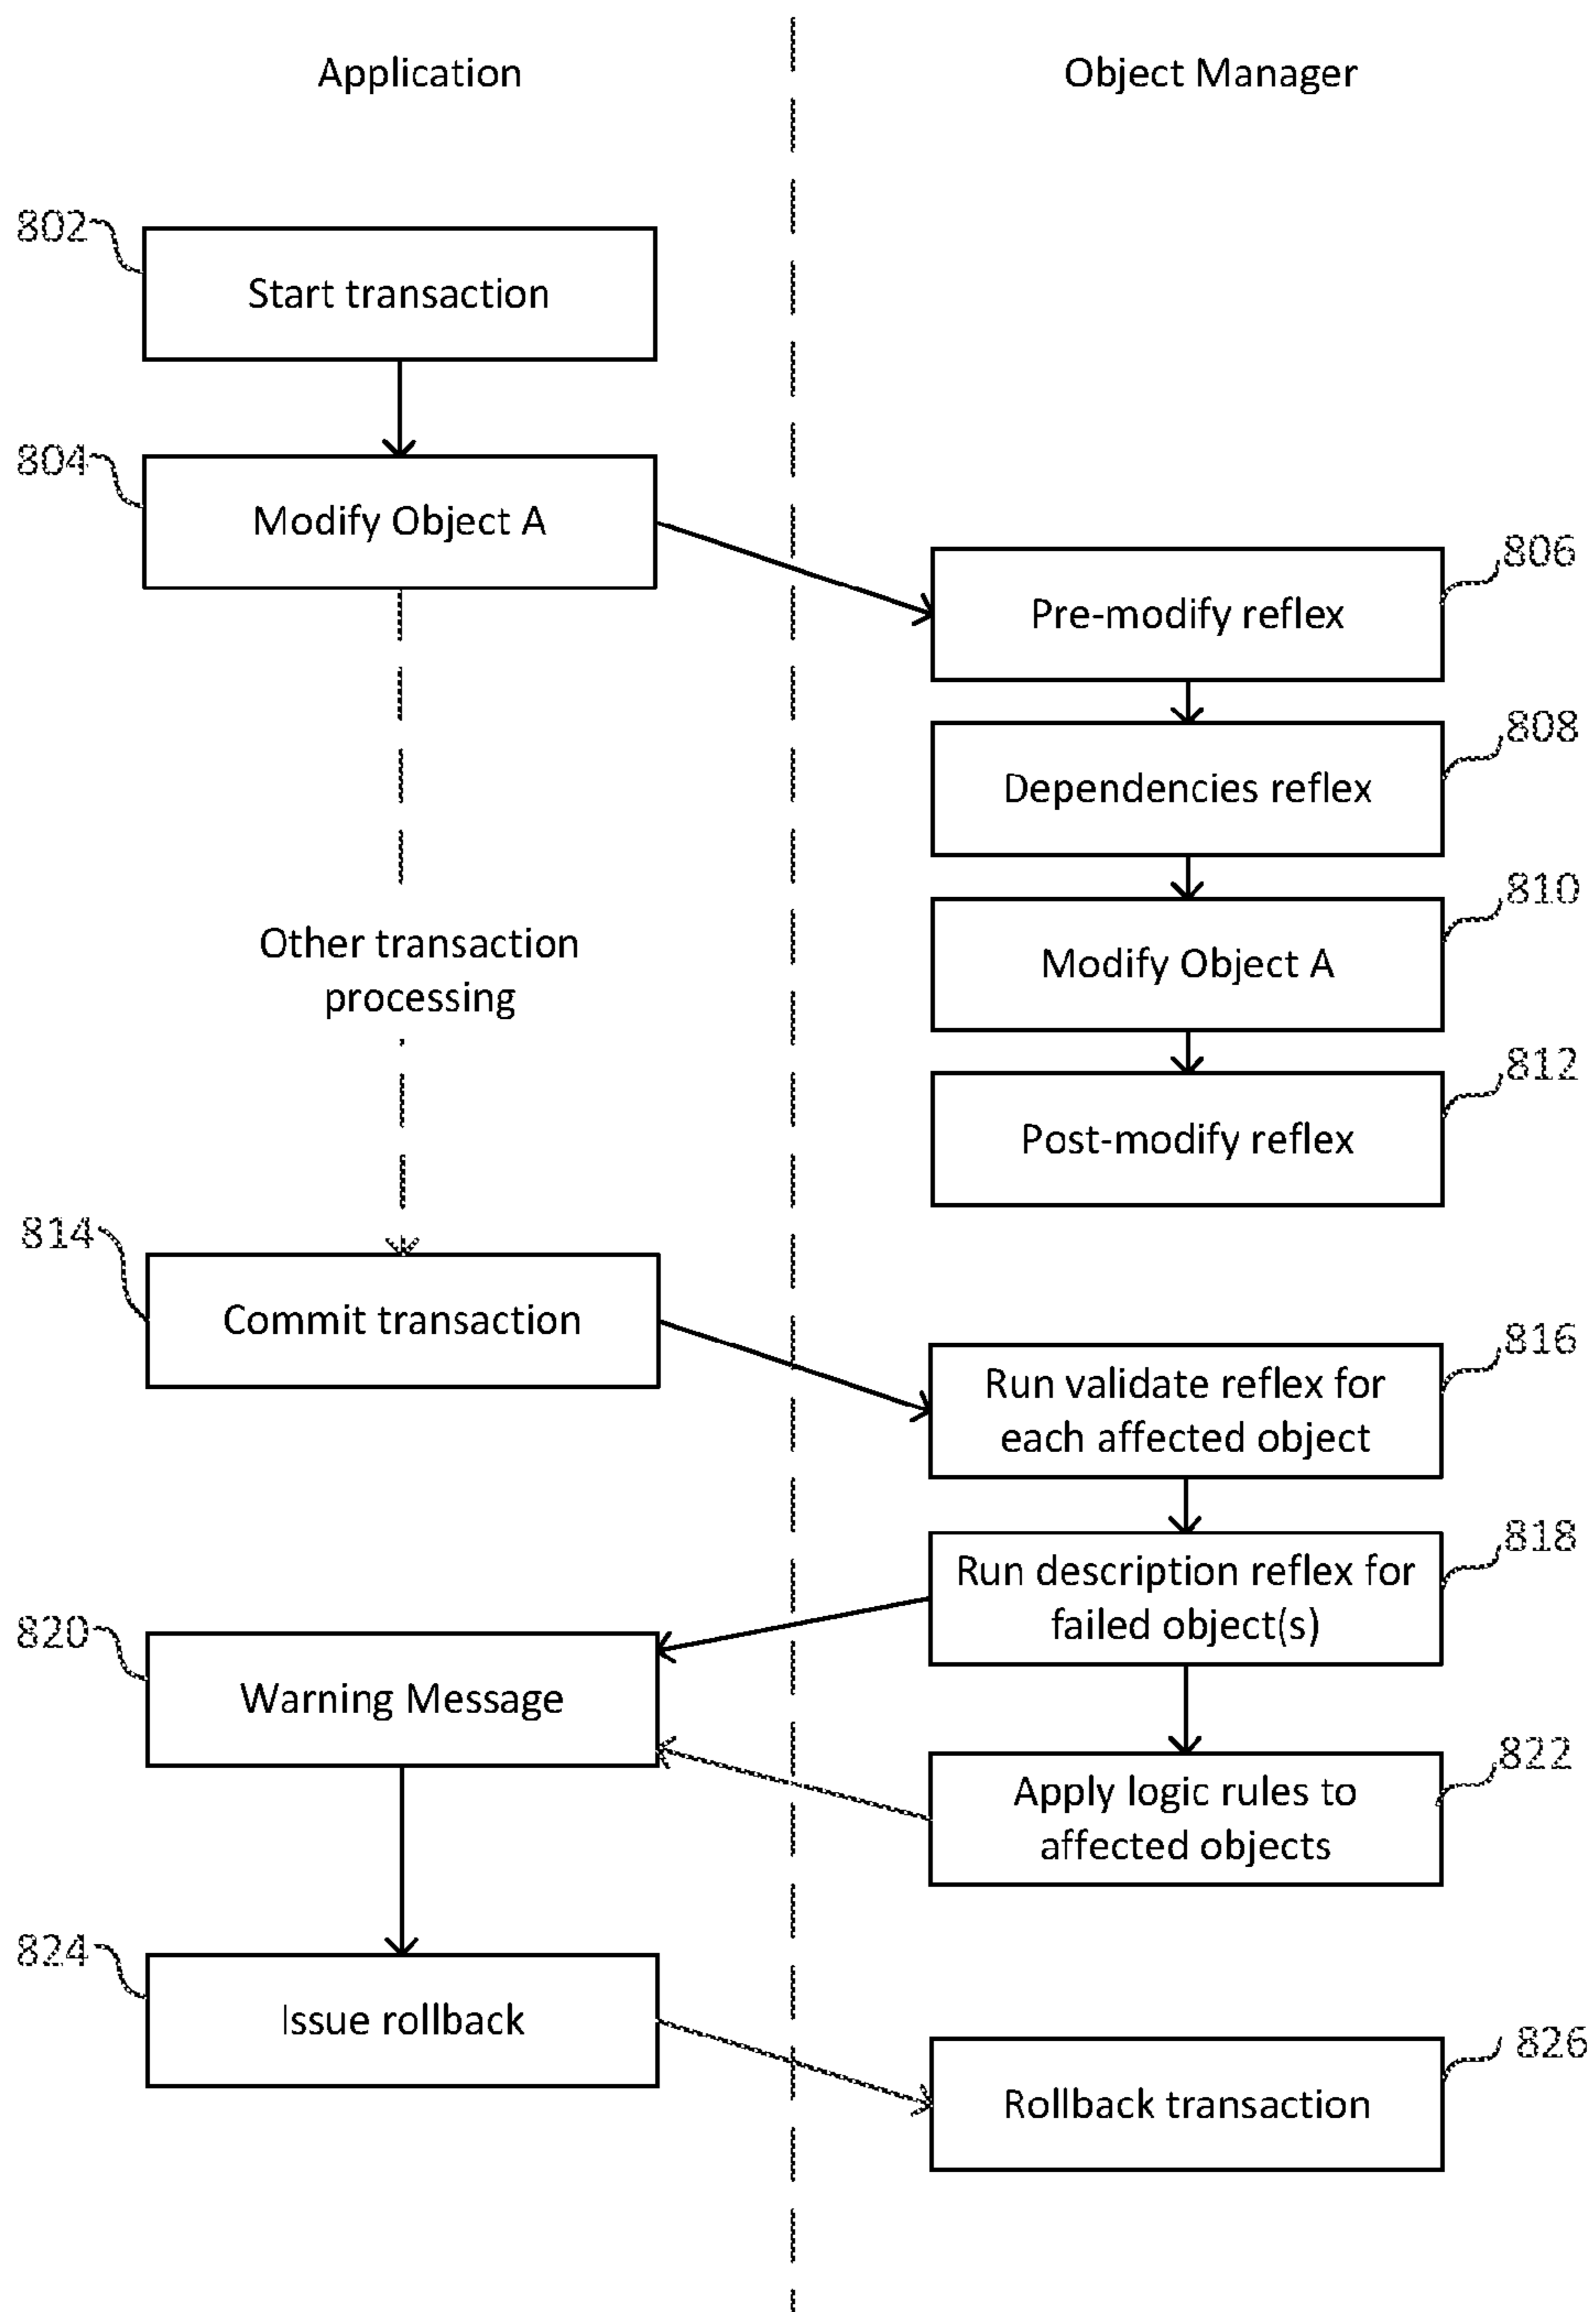 Application
Object Manager
802
Start transaction
804
Modify Object A
806
Pre-modify reflex
808
Dependencies reflex
810
Modify Object A
Other transaction
processing
812
Post-modify reflex
814
Commit transaction
816
Run validate reflex for
each affected object
818
Run description reflex for
failed object(s)
820
Warning Message
822
Apply logic rules to
affected objects
824
Issue rollback
826
Rollback transaction